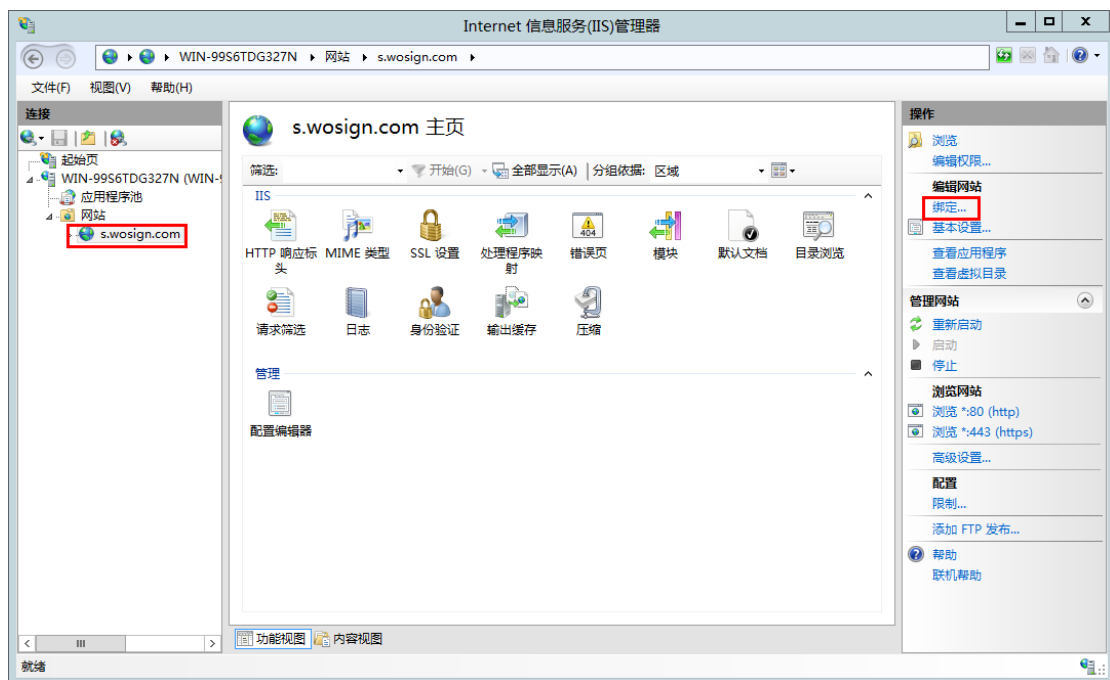 Internet 信息服务(IIS)管理器
WIN-99S6TDG327N 网站 s.wosign.com
文件(F) 视图(V) 帮助(H)
连接
起始页
WIN-99S6TDG327N (WIN-
应用程序池
网站
s.wosign.com
s.wosign.com 主页
筛选: 开始(G) 全部显示(A) 分组依据: 区域
IIS
HTTP 响应标头
MIME 类型
SSL 设置
处理程序映射
错误页
404
模块
默认文档
目录浏览
请求筛选
日志
身份验证
输出缓存
压缩
管理
配置编辑器
功能视图 内容视图
操作
浏览
编辑权限...
编辑网站
绑定...
基本设置...
查看应用程序
查看虚拟目录
管理网站
重新启动
启动
停止
浏览网站
浏览 *:80 (http)
浏览 *:443 (https)
高级设置...
配置
限制...
添加 FTP 发布...
帮助
联机帮助
就绪